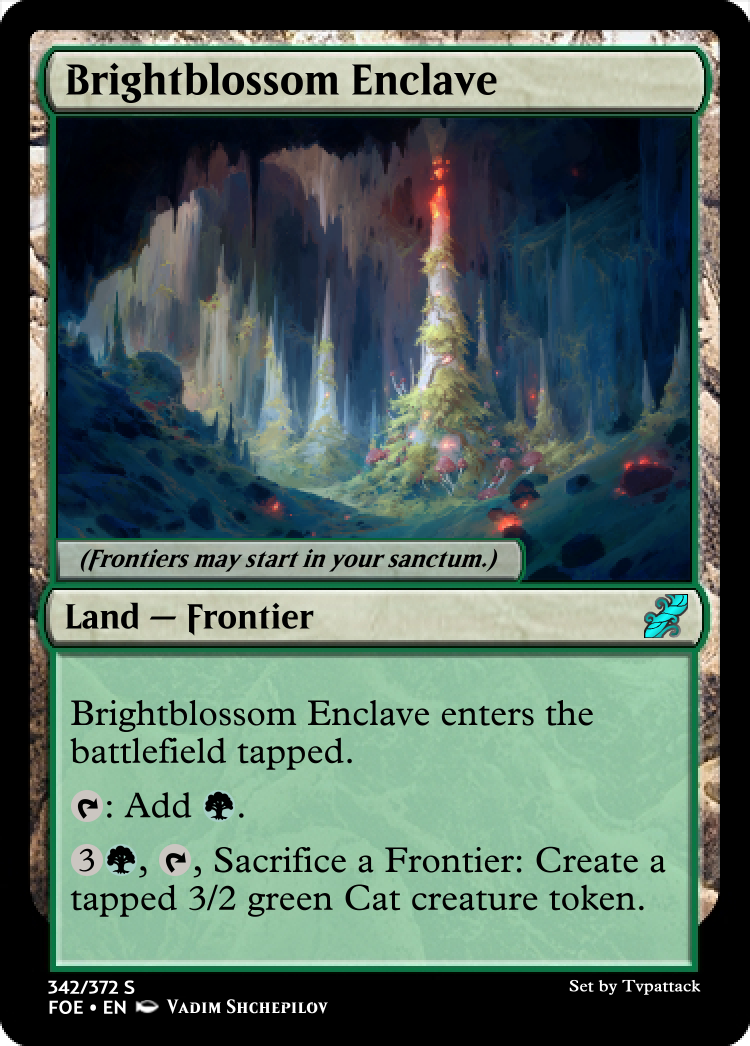 Brightblossom Enclave
(Frontiers may start in your sanctum.)
Land — Frontier
Brightblossom Enclave enters the
battlefield tapped.
: Add .
3, , Sacrifice a Frontier: Create a
tapped 3/2 green Cat creature token.
342/372 S
Set by Tvpattack
FOE • EN Vadim Shchepilov